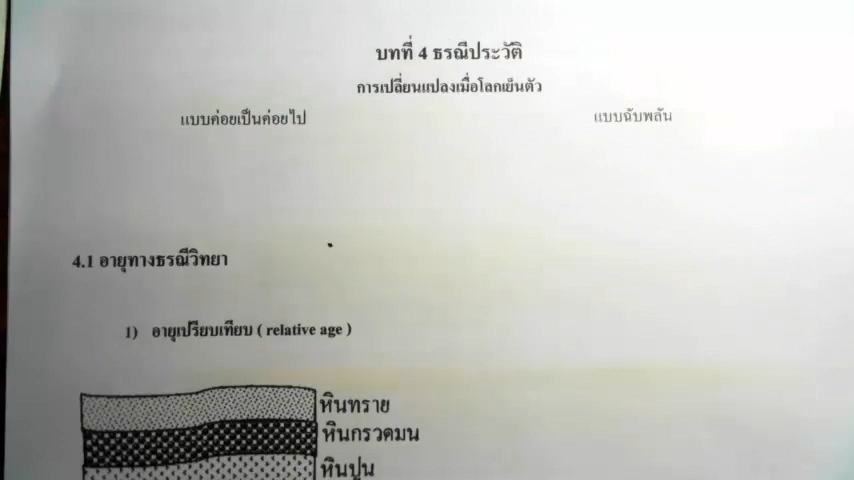 บทที่ 4 ธรณีประวัติ
การเปลี่ยนแปลงเมื่อโลกเย็นตัว
แบบค่อยเป็นค่อยไป แบบฉับพลัน
4.1 อายุทางธรณีวิทยา
1) อายุเปรียบเทียบ ( relative age )
หินทราย
หินกรวดมน
หินปูน